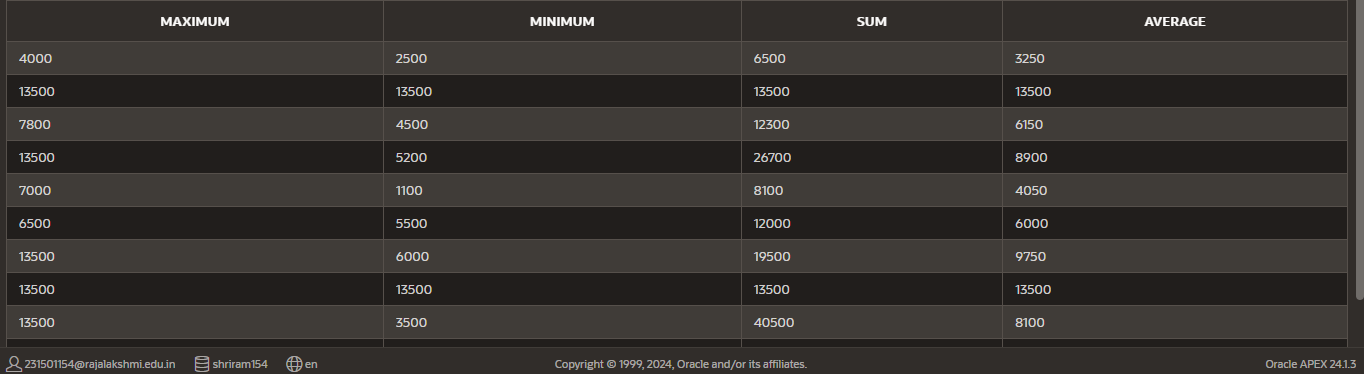 MAXIMUM MINIMUM SUM AVERAGE
4000 2500 6500 3250
13500 13500 13500 13500
7800 4500 12300 6150
13500 5200 26700 8900
7000 1100 8100 4050
6500 5500 12000 6000
13500 6000 19500 9750
13500 13500 13500 13500
13500 3500 40500 8100
231501154@rajalakshmi.edu.in shriram154 en Copyright © 1999, 2024, Oracle and/or its affiliates. Oracle APEX 24.1.3